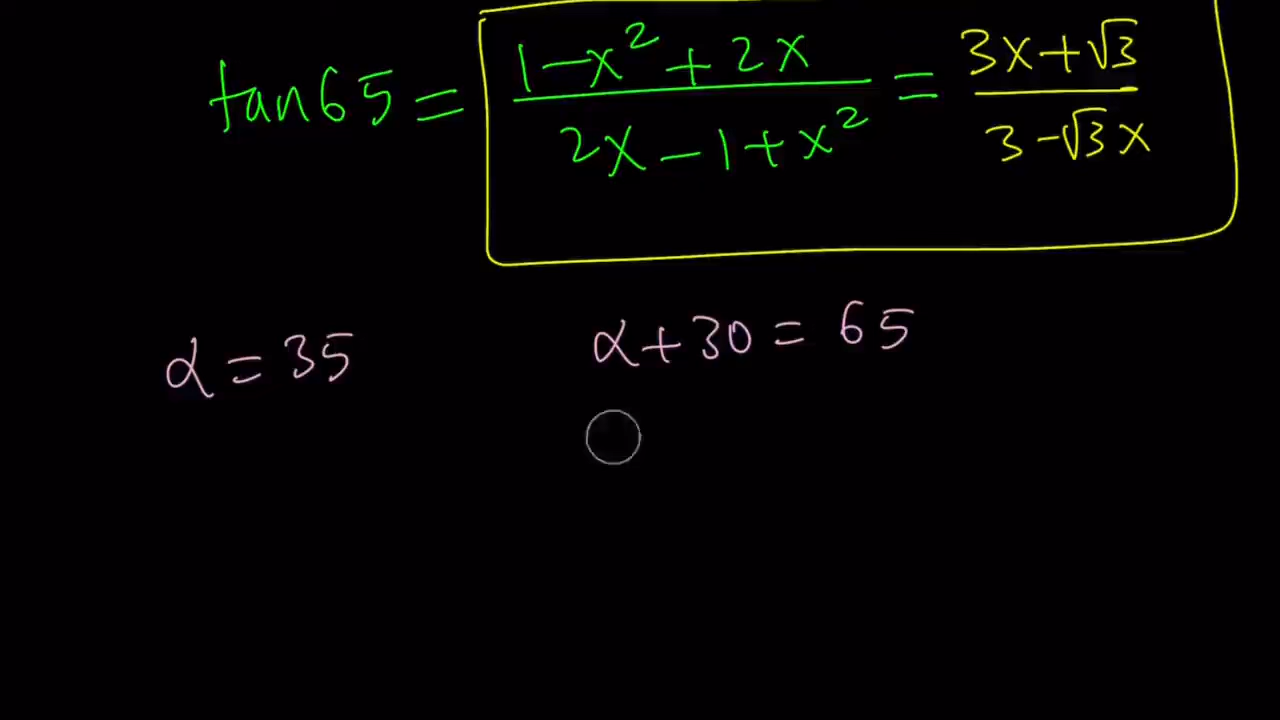 tan65 = (1-x²+2x)/(2x-1+x²) = (3x+√3)/(3-√3x)
α=35
α+30=65